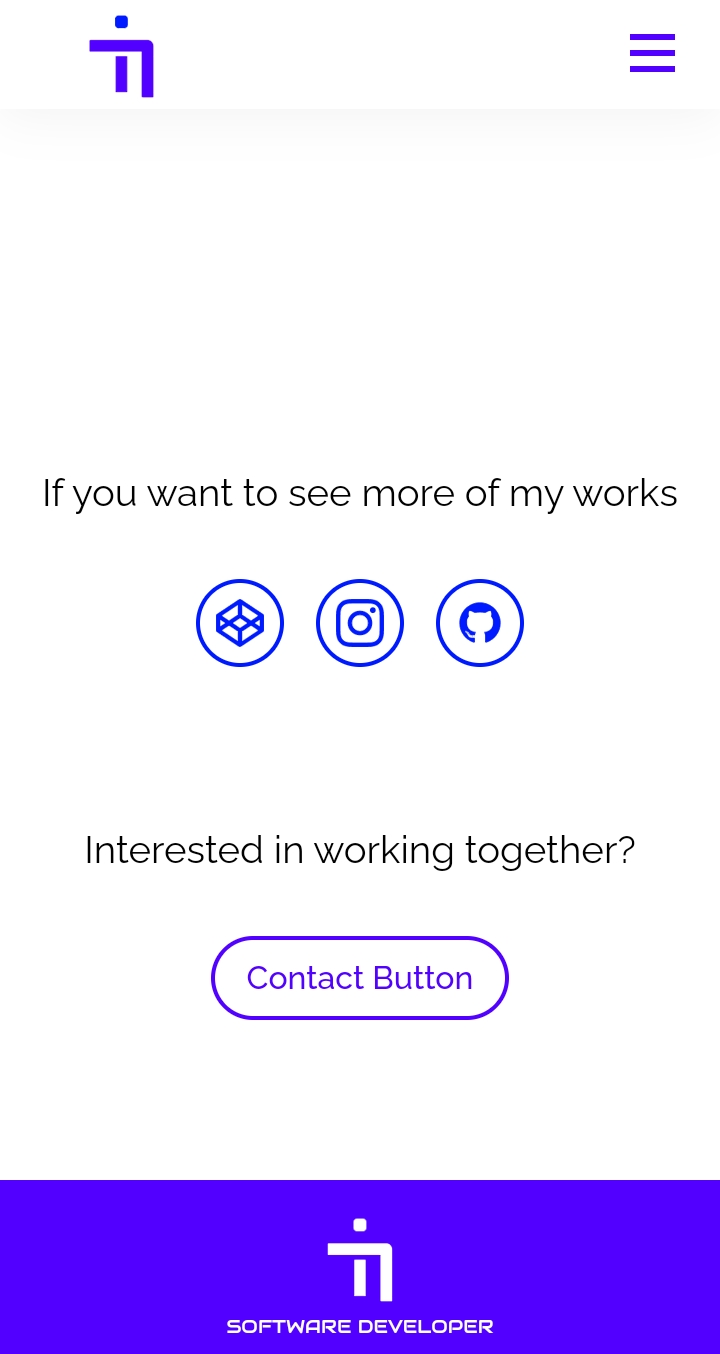 If you want to see more of my works
Interested in working together?
Contact Button
SOFTWARE DEVELOPER